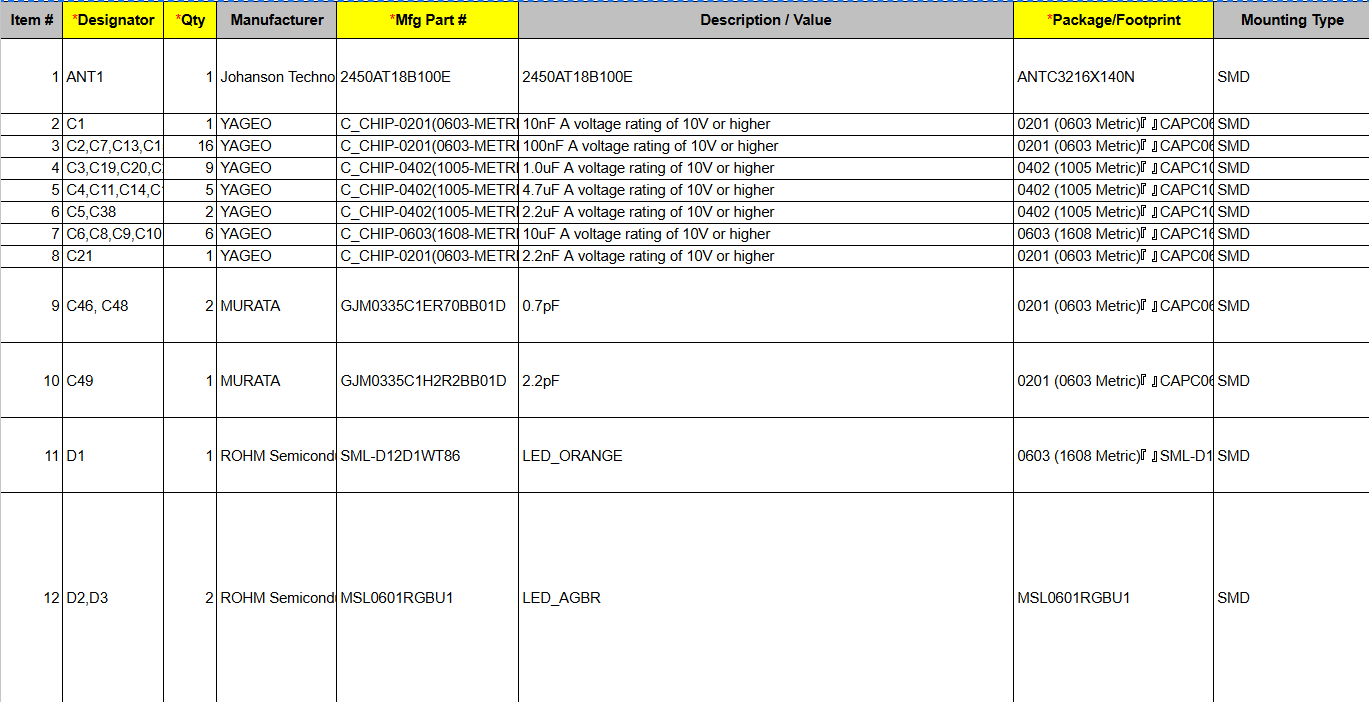 Item # *Designator *Qty Manufacturer *Mfg Part # Description / Value *Package/Footprint Mounting Type
1 ANT1 1 Johanson Techno 2450AT18B100E 2450AT18B100E ANTC3216X140N SMD
2 C1 1 YAGEO C_CHIP-0201(0603-METRI 10nF A voltage rating of 10V or higher 0201 (0603 Metric)『 』CAPC06 SMD
3 C2,C7,C13,C1 16 YAGEO C_CHIP-0201(0603-METRI 100nF A voltage rating of 10V or higher 0201 (0603 Metric)『 』CAPC06 SMD
4 C3,C19,C20,C 9 YAGEO C_CHIP-0402(1005-METRI 1.0uF A voltage rating of 10V or higher 0402 (1005 Metric)『 』CAPC10 SMD
5 C4,C11,C14,C 5 YAGEO C_CHIP-0402(1005-METRI 4.7uF A voltage rating of 10V or higher 0402 (1005 Metric)『 』CAPC10 SMD
6 C5,C38 2 YAGEO C_CHIP-0402(1005-METRI 2.2uF A voltage rating of 10V or higher 0402 (1005 Metric)『 』CAPC10 SMD
7 C6,C8,C9,C10 6 YAGEO C_CHIP-0603(1608-METRI 10uF A voltage rating of 10V or higher 0603 (1608 Metric)『 』CAPC16 SMD
8 C21 1 YAGEO C_CHIP-0201(0603-METRI 2.2nF A voltage rating of 10V or higher 0201 (0603 Metric)『 』CAPC06 SMD
9 C46, C48 2 MURATA GJM0335C1ER70BB01D 0.7pF 0201 (0603 Metric)『 』CAPC06 SMD
10 C49 1 MURATA GJM0335C1H2R2BB01D 2.2pF 0201 (0603 Metric)『 』CAPC06 SMD
11 D1 1 ROHM Semicond SML-D12D1WT86 LED_ORANGE 0603 (1608 Metric)『 』SML-D1 SMD
12 D2,D3 2 ROHM Semicond MSL0601RGBU1 LED_AGBR MSL0601RGBU1 SMD